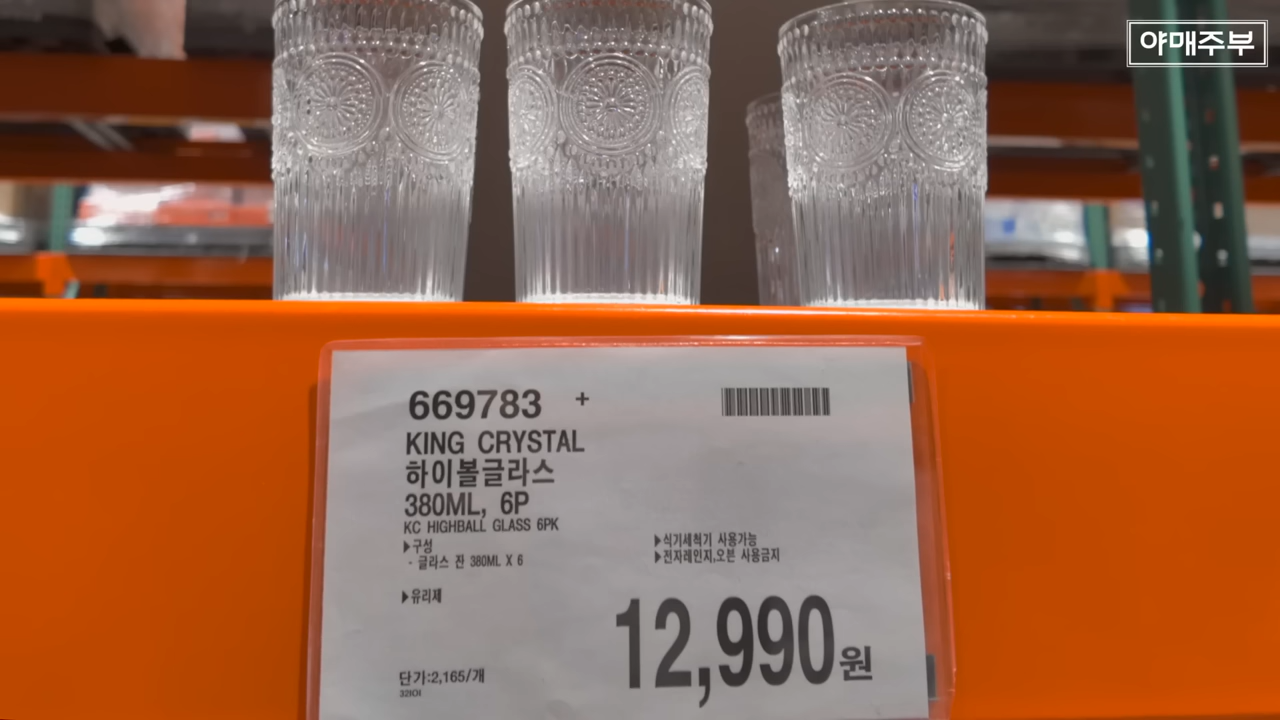 야매주부
669783 +
KING CRYSTAL
하이볼글라스
380ML, 6P
KC HIGHBALL GLASS 6PK
▶구성
- 글라스 잔 380ML X 6
▶유리제
▶식기세척기 사용가능
▶전자레인지,오븐 사용금지
12,990원
단가:2,165/개
32IOI